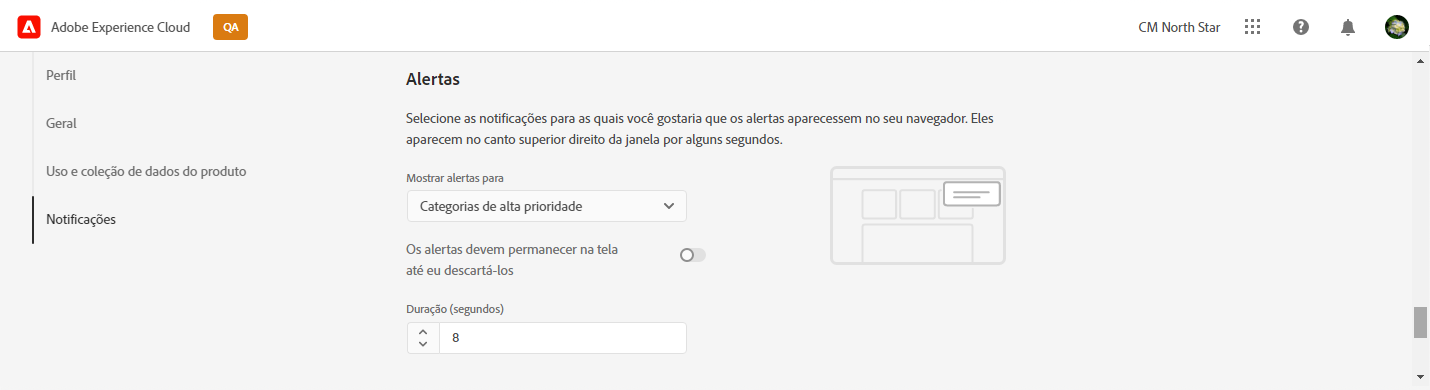 Adobe Experience Cloud
QA
CM North Star
Perfil
Geral
Uso e coleção de dados do produto
Notificações
Alertas
Selecione as notificações para as quais você gostaria que os alertas aparecessem no seu navegador. Eles
aparecem no canto superior direito da janela por alguns segundos.
Mostrar alertas para
Categorias de alta prioridade
Os alertas devem permanecer na tela
até eu descartá-los
Duração (segundos)
8